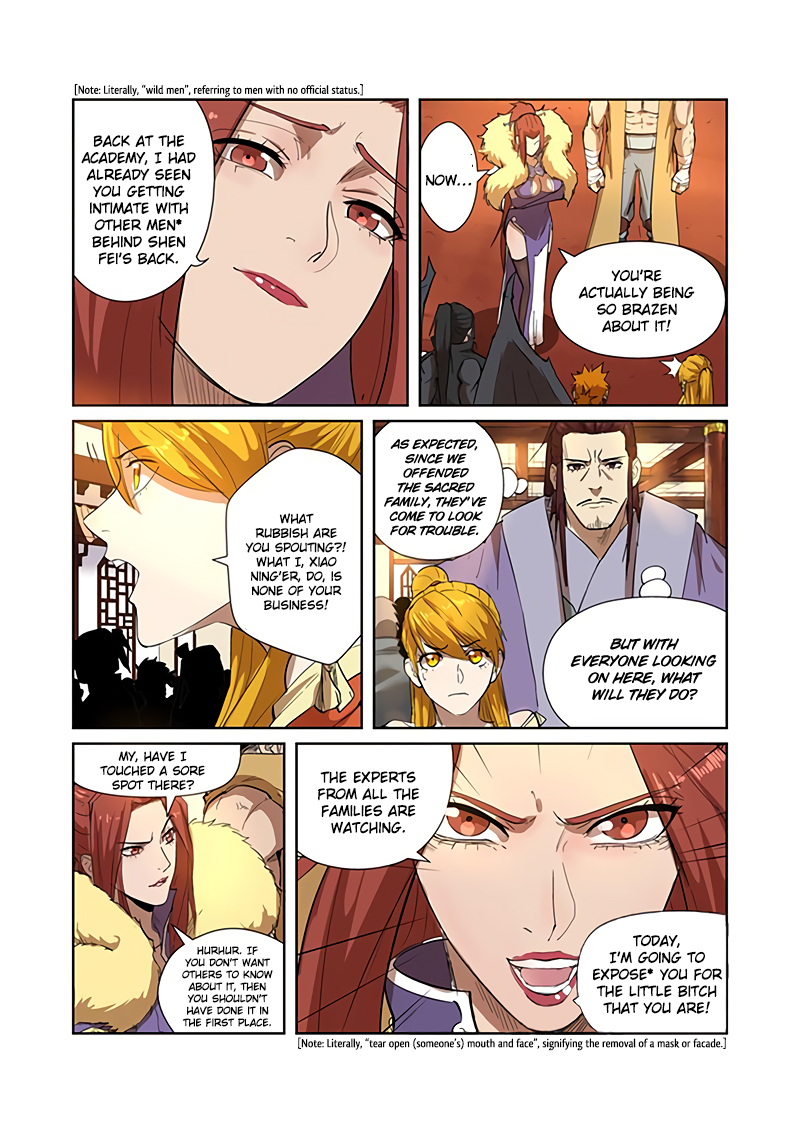 [Note: Literally, "wild men", referring to men with no official status.]
BACK AT THE
ACADEMY, I HAD
ALREADY SEEN
YOU GETTING
INTIMATE WITH
OTHER MEN*
BEHIND SHEN
FEI'S BACK.
NOW...
YOU'RE
ACTUALLY BEING
SO BRAZEN
ABOUT IT!
WHAT
RUBBISH ARE
YOU SPOUTING?!
WHAT I, XIAO
NING'ER, DO, IS
NONE OF YOUR
BUSINESS!
AS EXPECTED,
SINCE WE
OFFENDED
THE SACRED
FAMILY, THEY'VE
COME TO LOOK
FOR TROUBLE.
BUT WITH
EVERYONE LOOKING
ON HERE, WHAT
WILL THEY DO?
MY, HAVE I
TOUCHED A SORE
SPOT THERE?
HURHUR. IF
YOU DON'T WANT
OTHERS TO KNOW
ABOUT IT, THEN
YOU SHOULDN'T
HAVE DONE IT IN
THE FIRST PLACE.
THE EXPERTS
FROM ALL THE
FAMILIES ARE
WATCHING.
TODAY,
I'M GOING TO
EXPOSE* YOU FOR
THE LITTLE BITCH
THAT YOU ARE!
[Note: Literally, "tear open (someone's) mouth and face", signifying the removal of a mask or facade.]